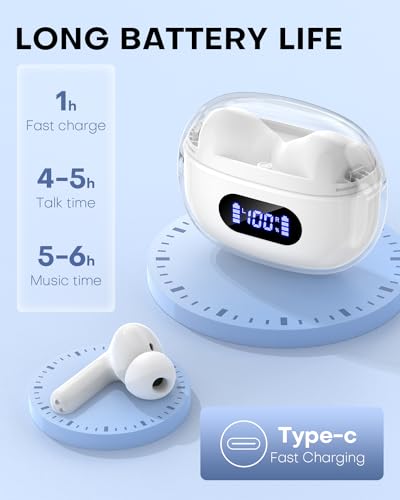 LONG BATTERY LIFE
1h
Fast charge
4-5h
Talk time
5-6h
Music time
100
Type-c
Fast Charging